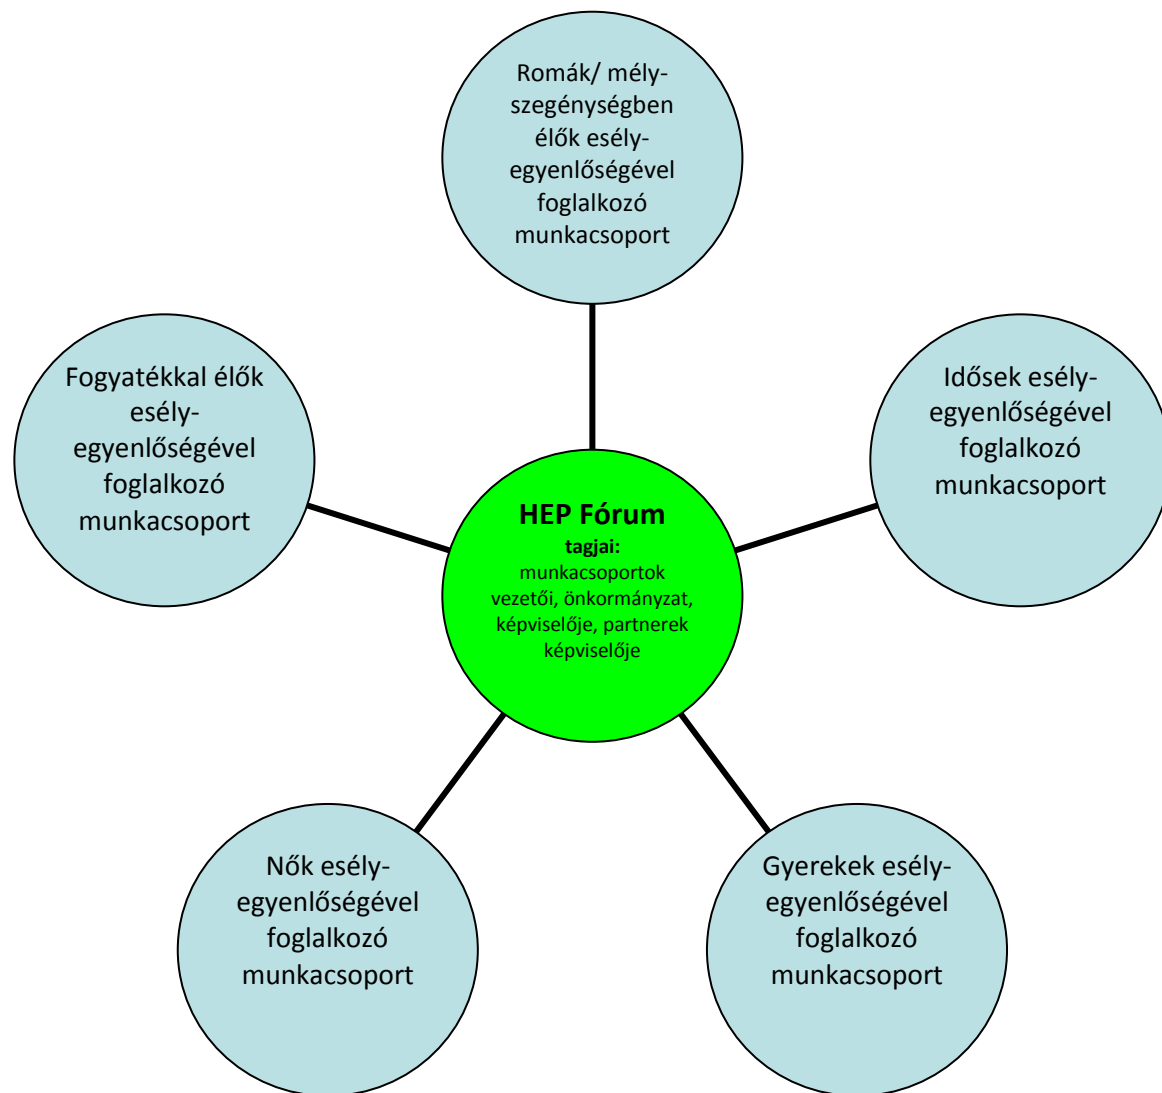 Romák/ mély-
szegénységben
élők esély-
egyenlőségével
foglalkozó
munkacsoport
Fogyatékkal élők
esély-
egyenlőségével
foglalkozó
munkacsoport
Idősek esély-
egyenlőségével
foglalkozó
munkacsoport
HEP Fórum
tagjai:
munkacsoportok
vezetői, önkormányzat,
képviselője, partnerek
képviselője
Nők esély-
egyenlőségével
foglalkozó
munkacsoport
Gyerekek esély-
egyenlőségével
foglalkozó
munkacsoport